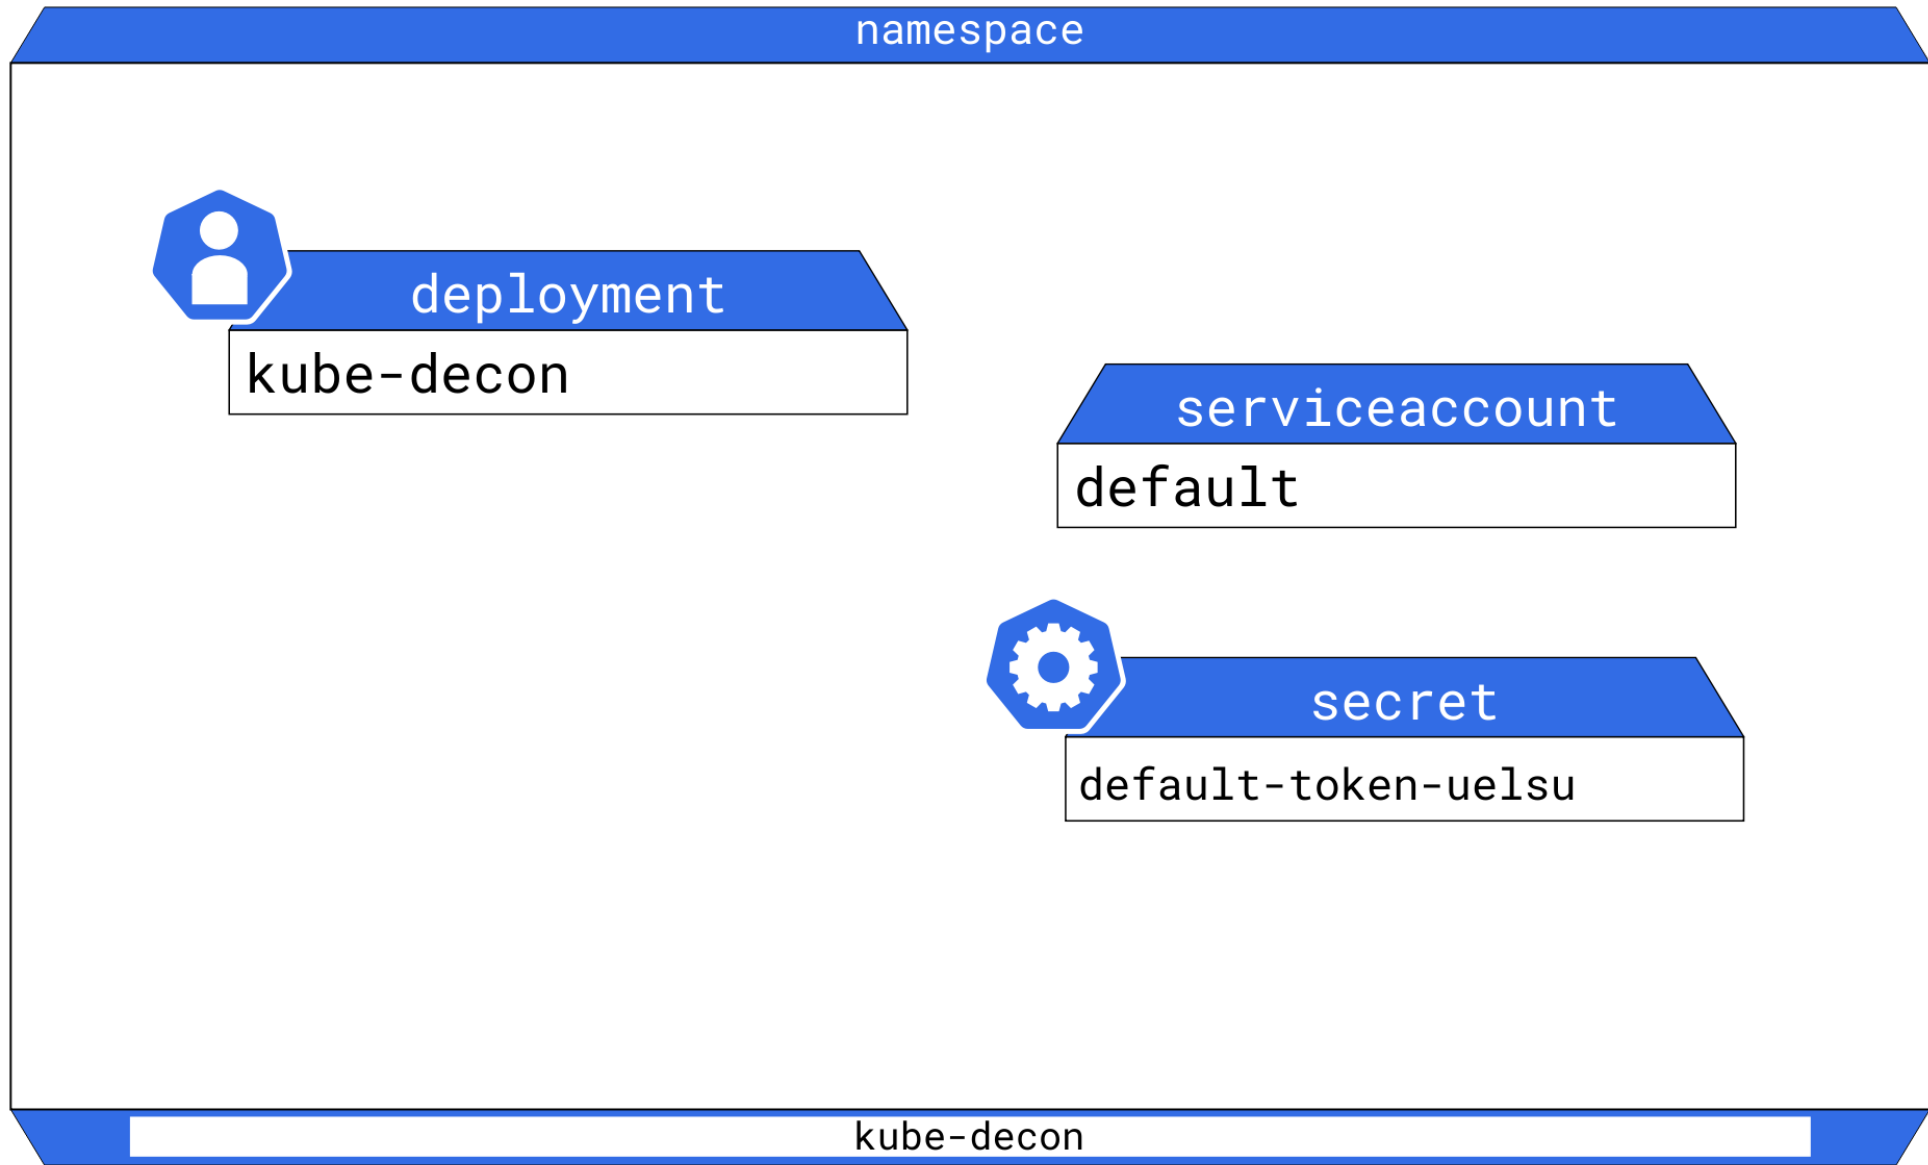 namespace
deployment
kube-decon
serviceaccount
default
secret
default-token-uelsu
kube-decon